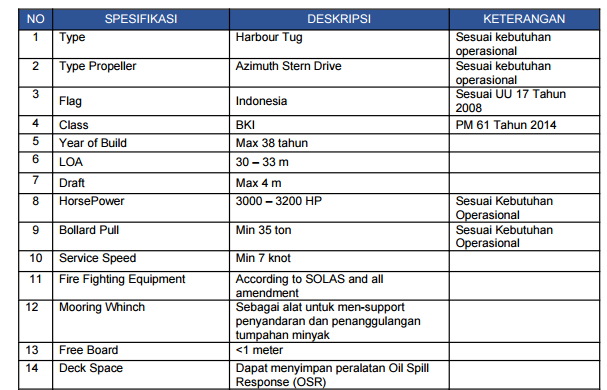 NO SPESIFIKASI DESKRIPSI KETERANGAN
1 Type Harbour Tug Sesuai kebutuhan
operasional
2 Type Propeller Azimuth Stern Drive Sesuai kebutuhan
operasional
3 Flag Indonesia Sesuai UU 17 Tahun
2008
4 Class BKI PM 61 Tahun 2014
5 Year of Build Max 38 tahun
6 LOA 30 – 33 m
7 Draft Max 4 m
8 HorsePower 3000 – 3200 HP Sesuai Kebutuhan
Operasional
9 Bollard Pull Min 35 ton Sesuai Kebutuhan
Operasional
10 Service Speed Min 7 knot
11 Fire Fighting Equipment According to SOLAS and all
amendment
12 Mooring Whinch Sebagai alat untuk men-support
penyandaran dan penanggulangan
tumpahan minyak
13 Free Board <1 meter
14 Deck Space Dapat menyimpan peralatan Oil Spill
Response (OSR)